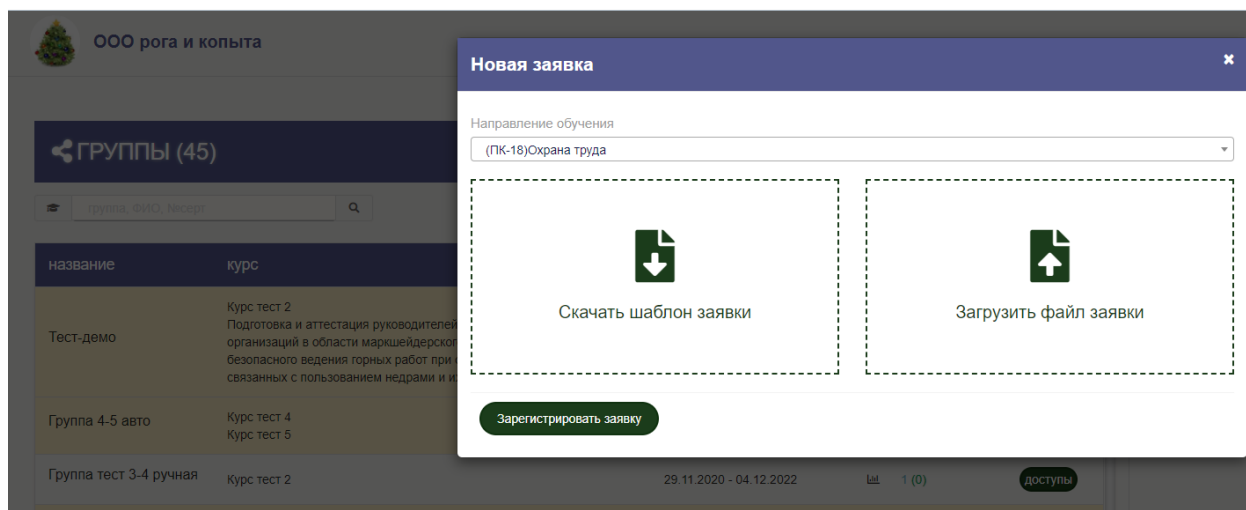 ООО рога и копыта
Новая заявка
Направление обучения
(ПК-18)Охрана труда
ГРУППЫ (45)
группа, ФИО, №серт
Скачать шаблон заявки
Загрузить файл заявки
название
курс
Тест-демо
Курс тест 2
Подготовка и аттестация руководителей
организаций в области маркшейдерског
безопасного ведения горных работ при
связанных с пользованием недрами и и
Зарегистрировать заявку
Группа 4-5 авто
Курс тест 4
Курс тест 5
Группа тест 3-4 ручная
Курс тест 2
29.11.2020 - 04.12.2022
1 (0)
доступы